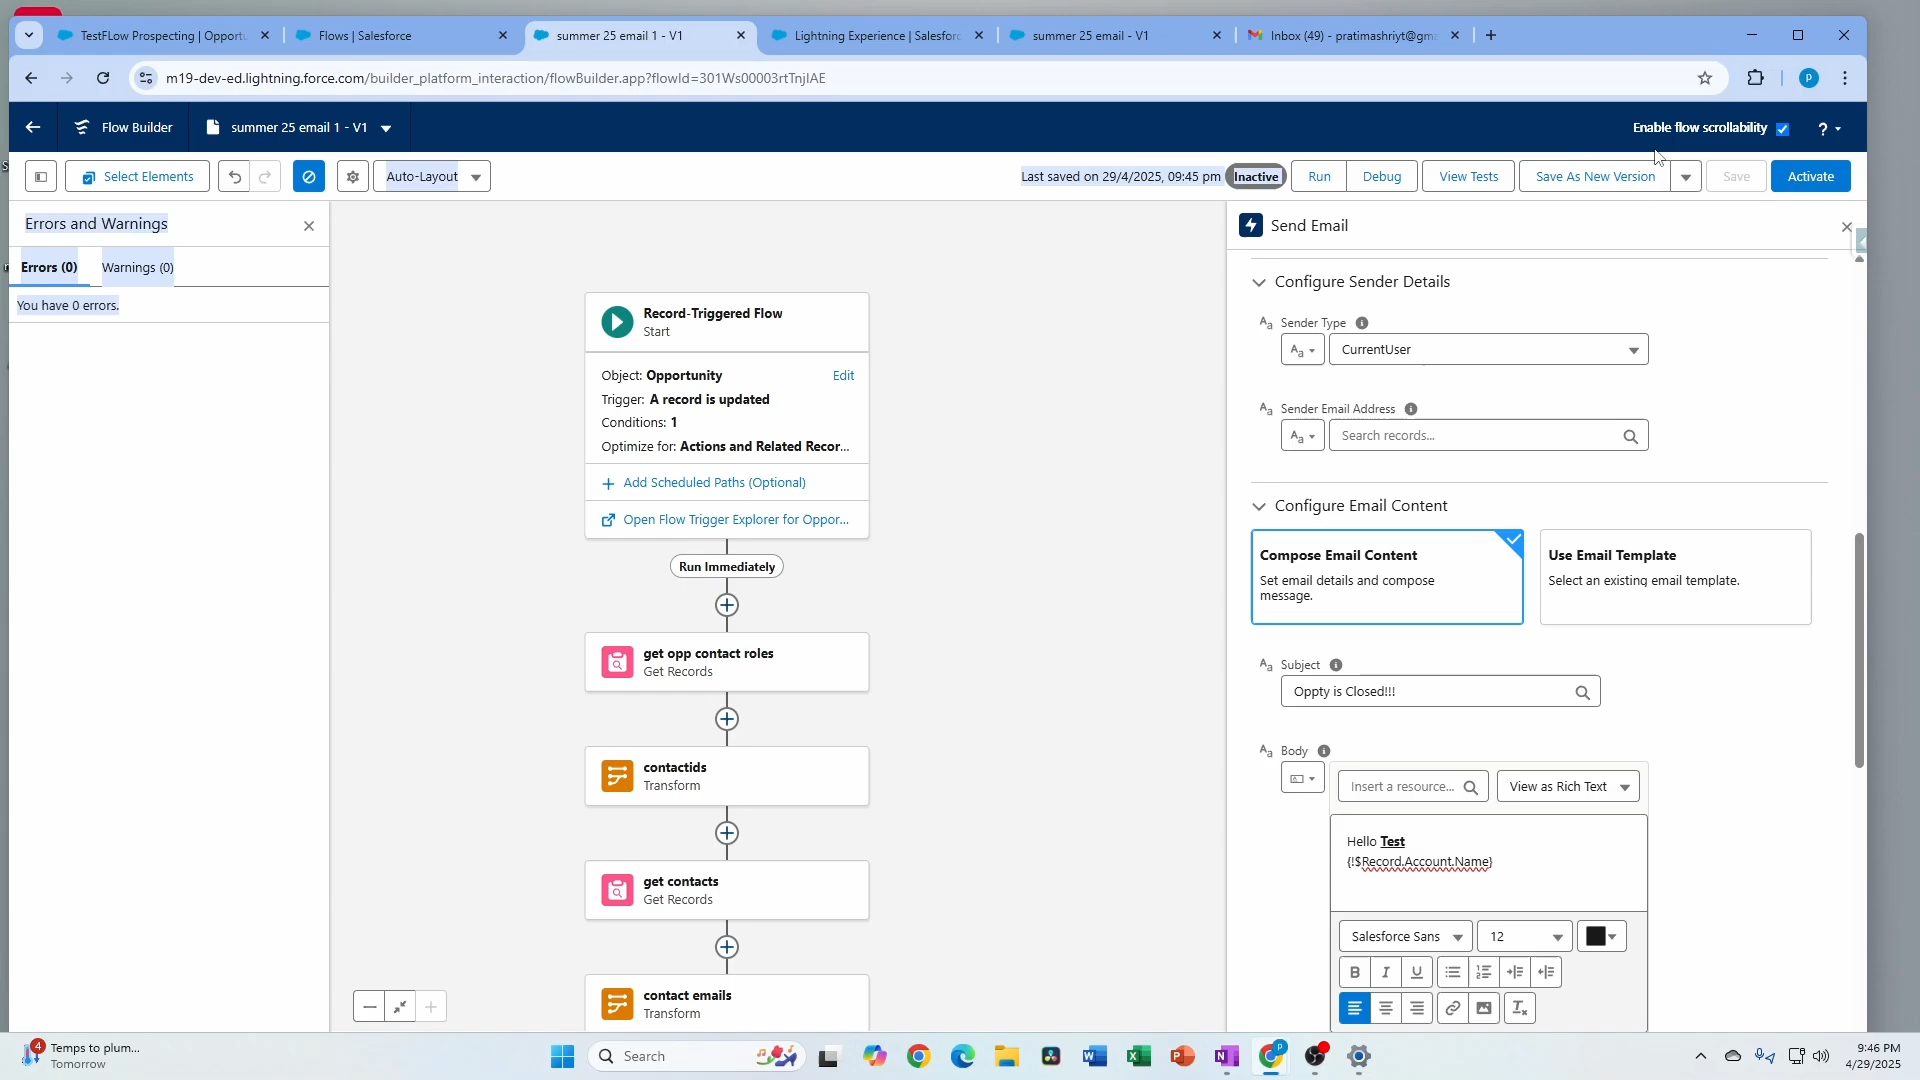 TestFLow Prospecting | Opportu
Flows | Salesforce
summer 25 email 1 - V1
Lightning Experience | Salesforc
summer 25 email - V1
Inbox (49) - pratimashriyt@gma
m19-dev-ed.lightning.force.com/builder_platform_interaction/flowBuilder.app?flowId=301Ws00003rtTnjIAE
P
Flow Builder
summer 25 email 1 - V1
Enable flow scrollability
?
Select Elements
Auto-Layout
Last saved on 29/4/2025, 09:45 pm
Inactive
Run
Debug
View Tests
Save As New Version
Save
Activate
Errors and Warnings
Errors (0)
Warnings (0)
You have 0 errors.
Record-Triggered Flow
Start
Object: Opportunity
Edit
Trigger: A record is updated
Conditions: 1
Optimize for: Actions and Related Recor...
Add Scheduled Paths (Optional)
Open Flow Trigger Explorer for Oppor...
Run Immediately
get opp contact roles
Get Records
contactids
Transform
get contacts
Get Records
contact emails
Transform
Send Email
Configure Sender Details
Aa Sender Type
Aa
CurrentUser
Aa Sender Email Address
Aa
Search records...
Configure Email Content
Compose Email Content
Set email details and compose
message.
Use Email Template
Select an existing email template.
Aa Subject
Oppty is Closed!!!
Aa Body
Insert a resource...
View as Rich Text
Hello Test
{!$Record.Account.Name}
Salesforce Sans
12
B I U
4
Temps to plum...
Tomorrow
Search
P
9:46 PM
4/29/2025